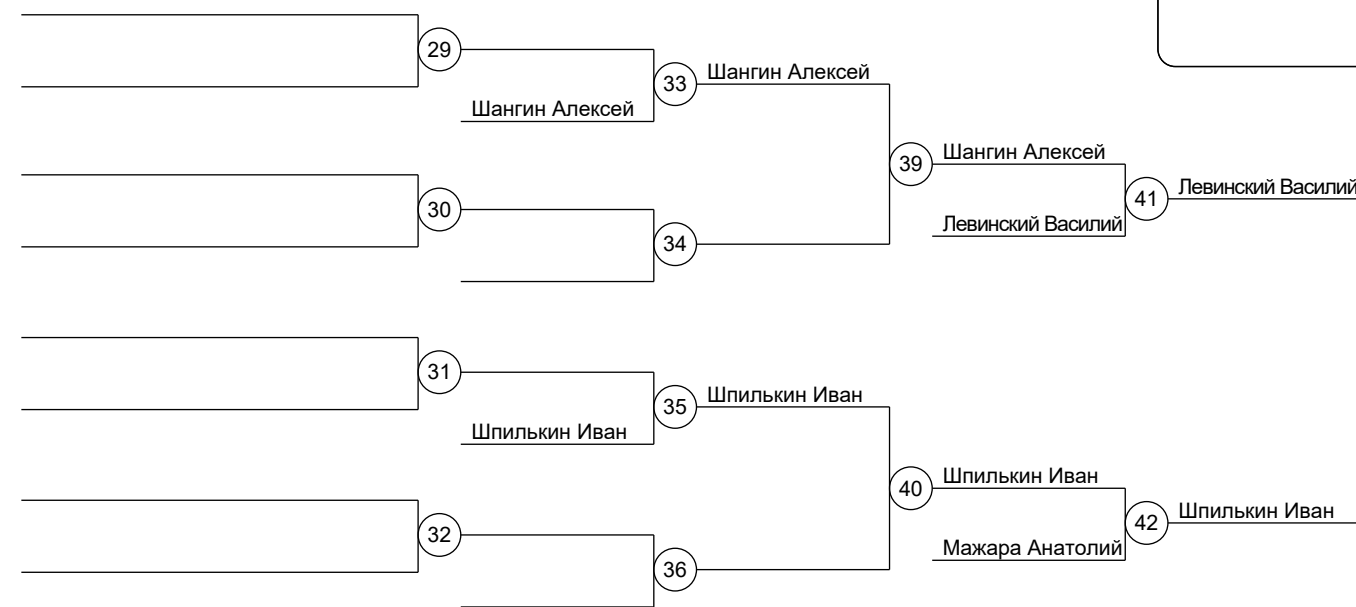 29
Шангин Алексей
33
Шангин Алексей
30
34
39
Шангин Алексей
Левинский Василий
41
Левинский Василий
31
Шпилькин Иван
35
Шпилькин Иван
32
36
40
Шпилькин Иван
Мажара Анатолий
42
Шпилькин Иван